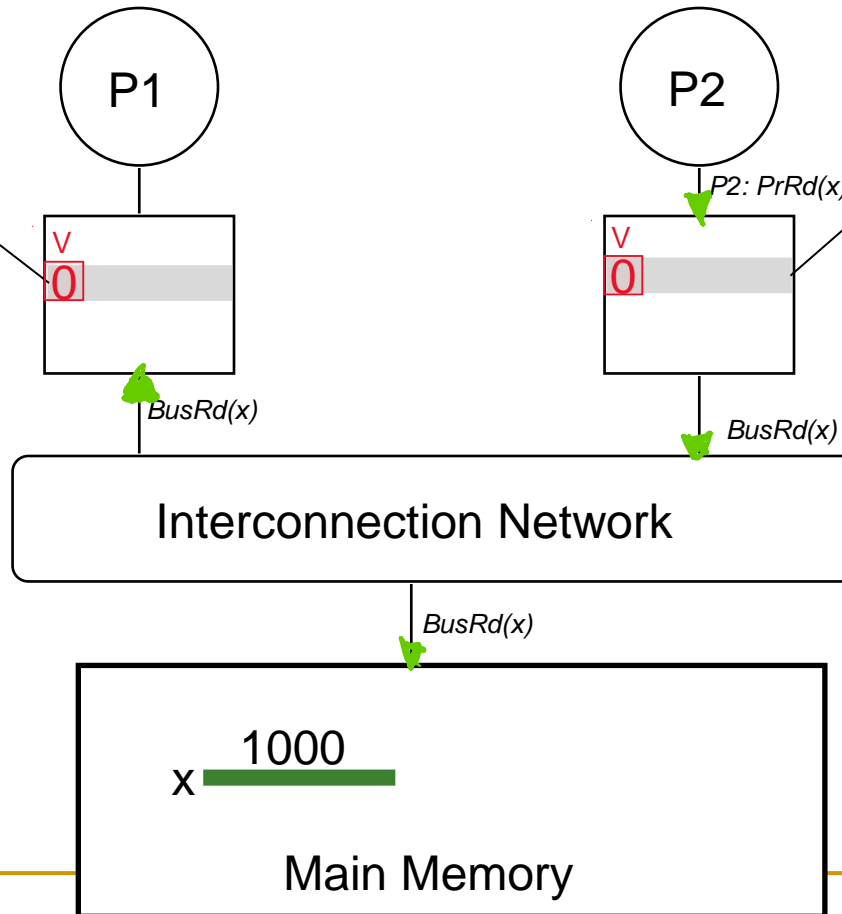 P1
P2
P2: PrRd(x)
V
V
0
0
BusRd(x)
BusRd(x)
Interconnection Network
BusRd(x)
1000
x
Main Memory